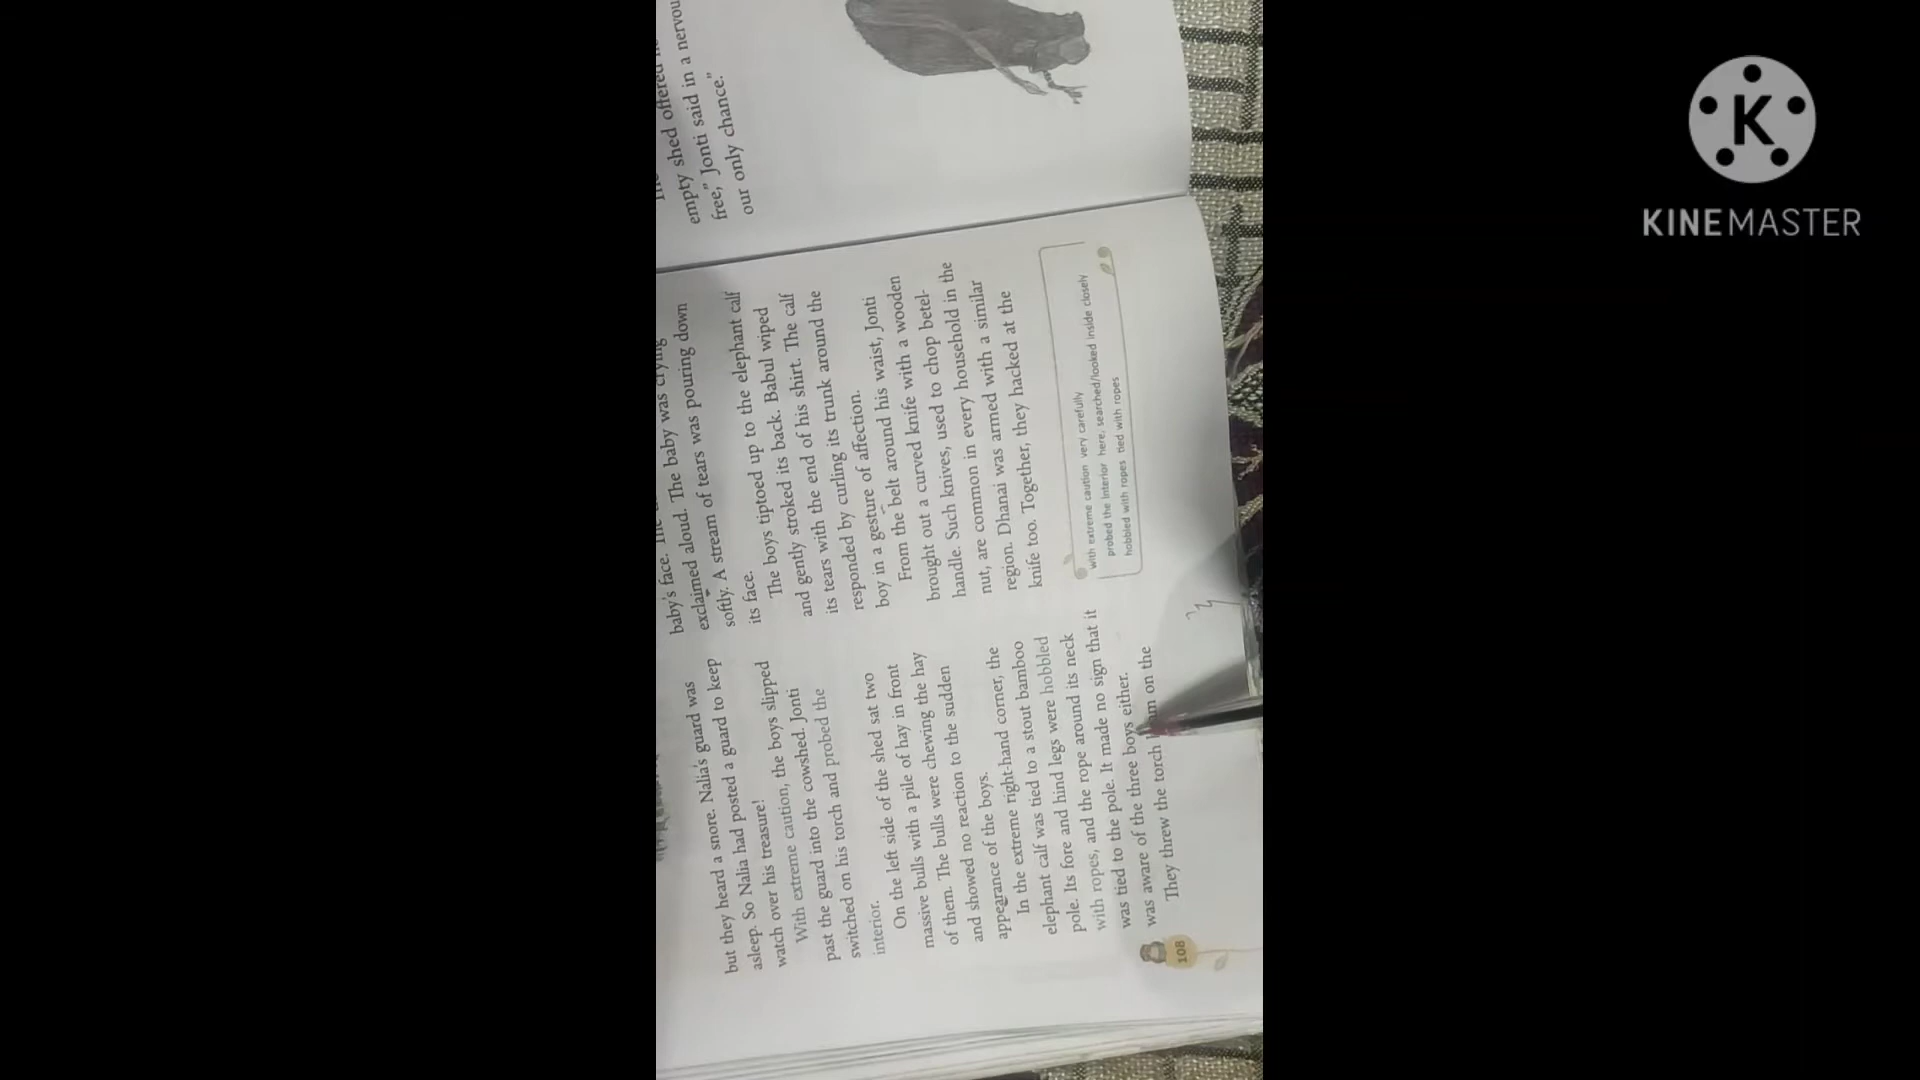 but they heard a snore. Nalia's guard was
asleep. So Nalia had posted a guard to keep
watch over his treasure!
With extreme caution, the boys slipped
past the guard into the cowshed. Jonti
switched on his torch and probed the
interior.
On the left side of the shed sat two
massive bulls with a pile of hay in front
of them. The bulls were chewing the hay
and showed no reaction to the sudden
appearance of the boys.
In the extreme right-hand corner, the
elephant calf was tied to a stout bamboo
pole. Its fore and hind legs were hobbled
with ropes, and the rope around its neck
was tied to the pole. It made no sign that it
was aware of the three boys either.
They threw the torch on the
108
baby's face. The baby was crying
exclaimed aloud. The baby was crying
softly. A stream of tears was pouring down
its face.
The boys tiptoed up to the elephant calf
and gently stroked its back. Babul wiped
its tears with the end of his shirt. The calf
responded by curling its trunk around the
boy in a gesture of affection.
From the belt around his waist, Jonti
brought out a curved knife with a wooden
handle. Such knives, used to chop betel-
nut, are common in every household in the
region. Dhanai was armed with a similar
knife too. Together, they hacked at the
with extreme caution very carefully
probed the interior here, searched/looked inside closely
hobbled with ropes tied with ropes
empty shed offered
free," Jonti said in a nervou
our only chance."
K
KINEMASTER